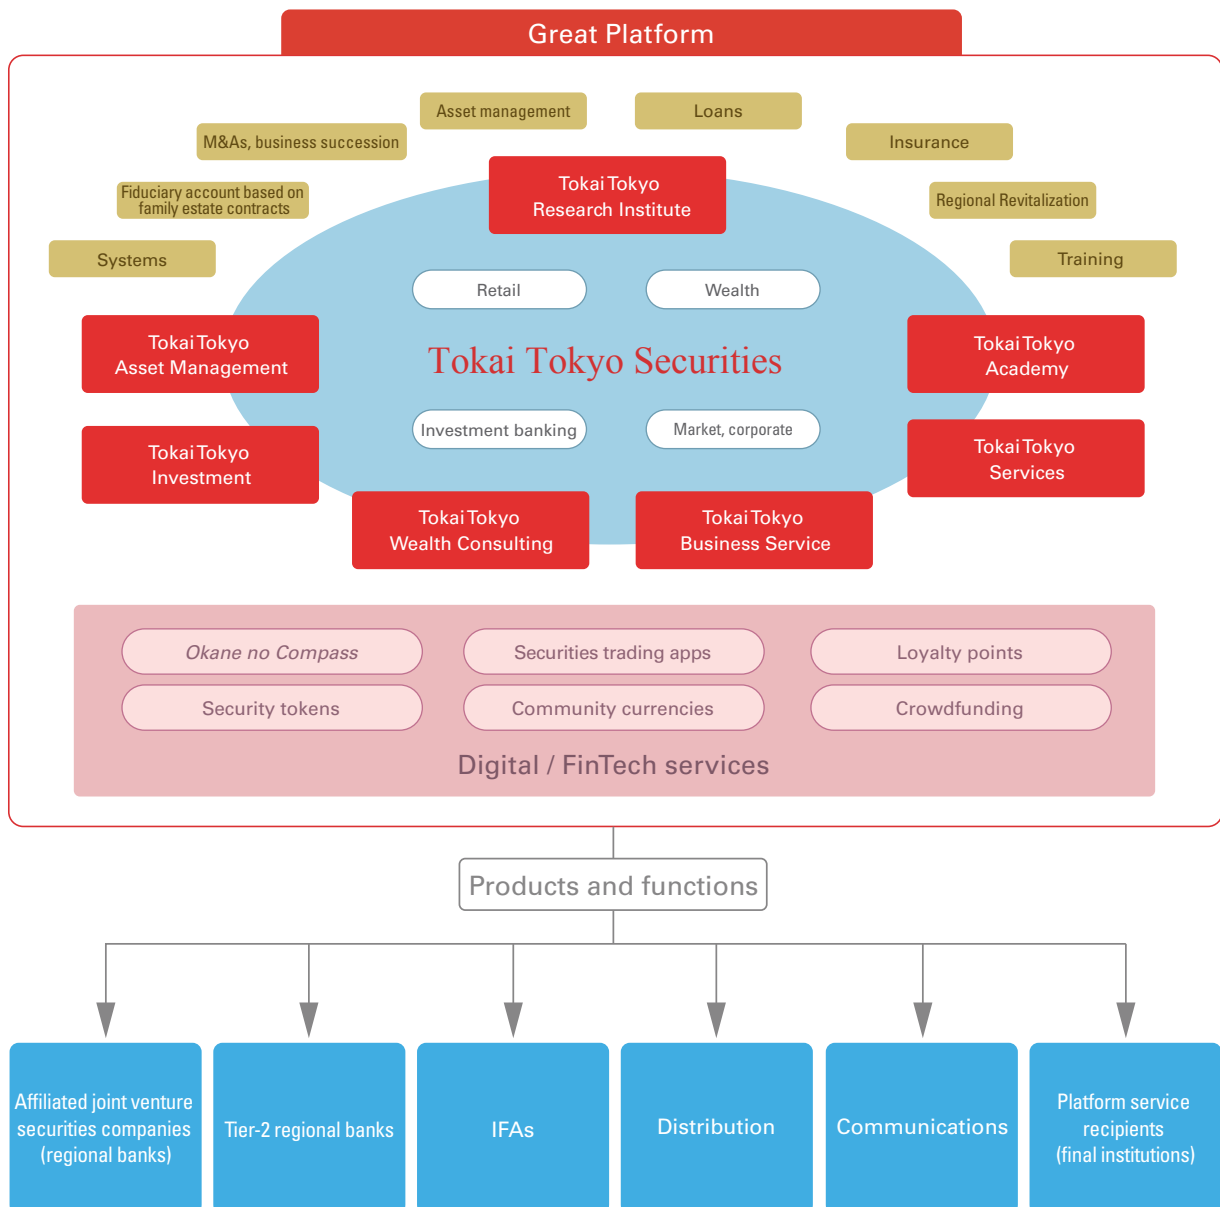 Great Platform
Asset management
Loans
M&As, business succession
Insurance
Fiduciary account based on
family estate contracts
Regional Revitalization
Systems
Training
Tokai Tokyo
Research Institute
Retail
Wealth
Tokai Tokyo
Asset Management
Tokai Tokyo Securities
Tokai Tokyo
Academy
Investment banking
Market, corporate
Tokai Tokyo
Investment
Tokai Tokyo
Services
Tokai Tokyo
Wealth Consulting
Tokai Tokyo
Business Service
Okane no Compass
Securities trading apps
Loyalty points
Security tokens
Community currencies
Crowdfunding
Digital / FinTech services
Products and functions
Affiliated joint venture
securities companies
(regional banks)
Tier-2 regional banks
IFAs
Distribution
Communications
Platform service
recipients
(final institutions)